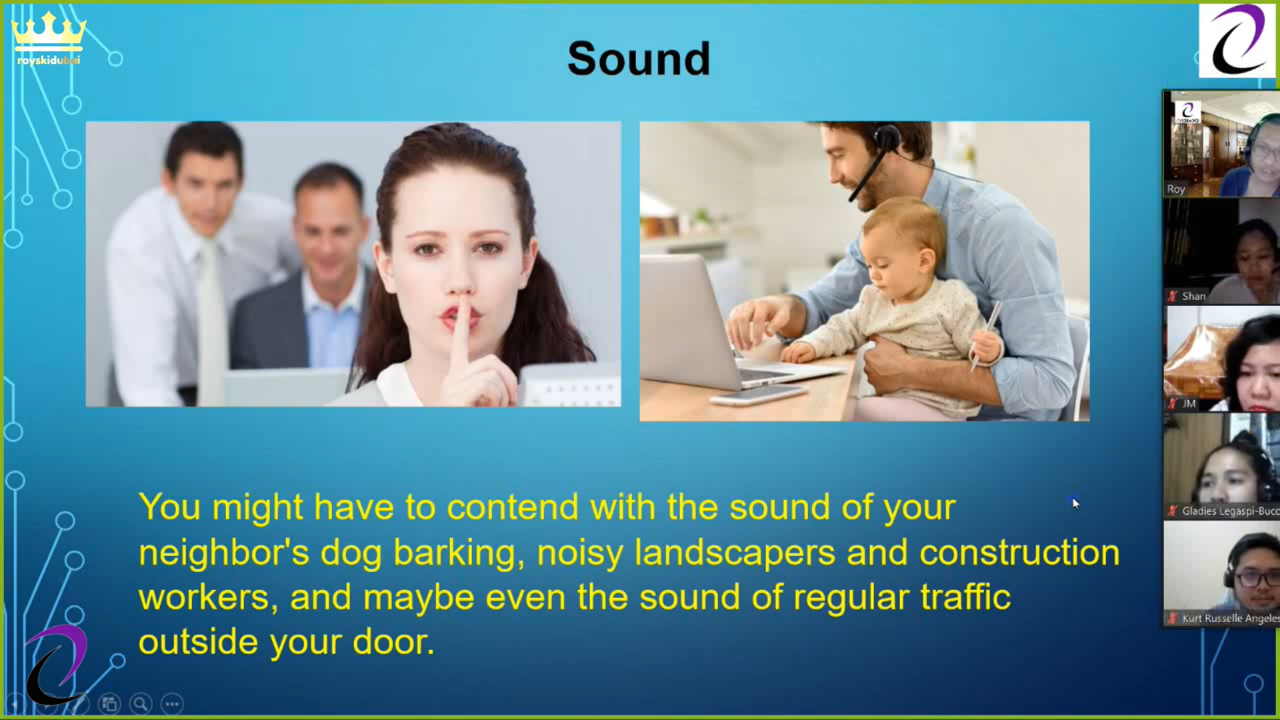 royskidubai
Sound
Roy
Shan
JM
Gladies Legaspi-Bucc
Kurt Russelle Angeles
You might have to contend with the sound of your
neighbor's dog barking, noisy landscapers and construction
workers, and maybe even the sound of regular traffic
outside your door.